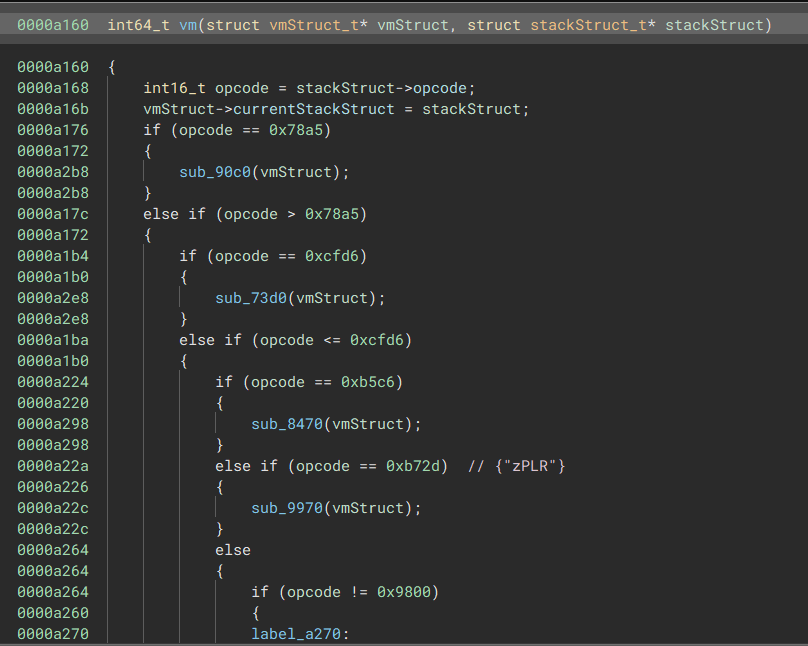 0000a160  int64_t vm(struct vmStruct_t* vmStruct, struct stackStruct_t* stackStruct)
0000a160  {
0000a168      int16_t opcode = stackStruct->opcode;
0000a16b      vmStruct->currentStackStruct = stackStruct;
0000a176      if (opcode == 0x78a5)
0000a172      {
0000a2b8          sub_90c0(vmStruct);
0000a2b8      }
0000a17c      else if (opcode > 0x78a5)
0000a172      {
0000a1b4          if (opcode == 0xcfd6)
0000a1b0          {
0000a2e8              sub_73d0(vmStruct);
0000a2e8          }
0000a1ba          else if (opcode <= 0xcfd6)
0000a1b0          {
0000a224              if (opcode == 0xb5c6)
0000a220              {
0000a298                  sub_8470(vmStruct);
0000a298              }
0000a22a              else if (opcode == 0xb72d)  // {"zPLR"}
0000a226              {
0000a22c                  sub_9970(vmStruct);
0000a22c              }
0000a264              else
0000a264              {
0000a264                  if (opcode != 0x9800)
0000a260                  {
0000a270                  label_a270: